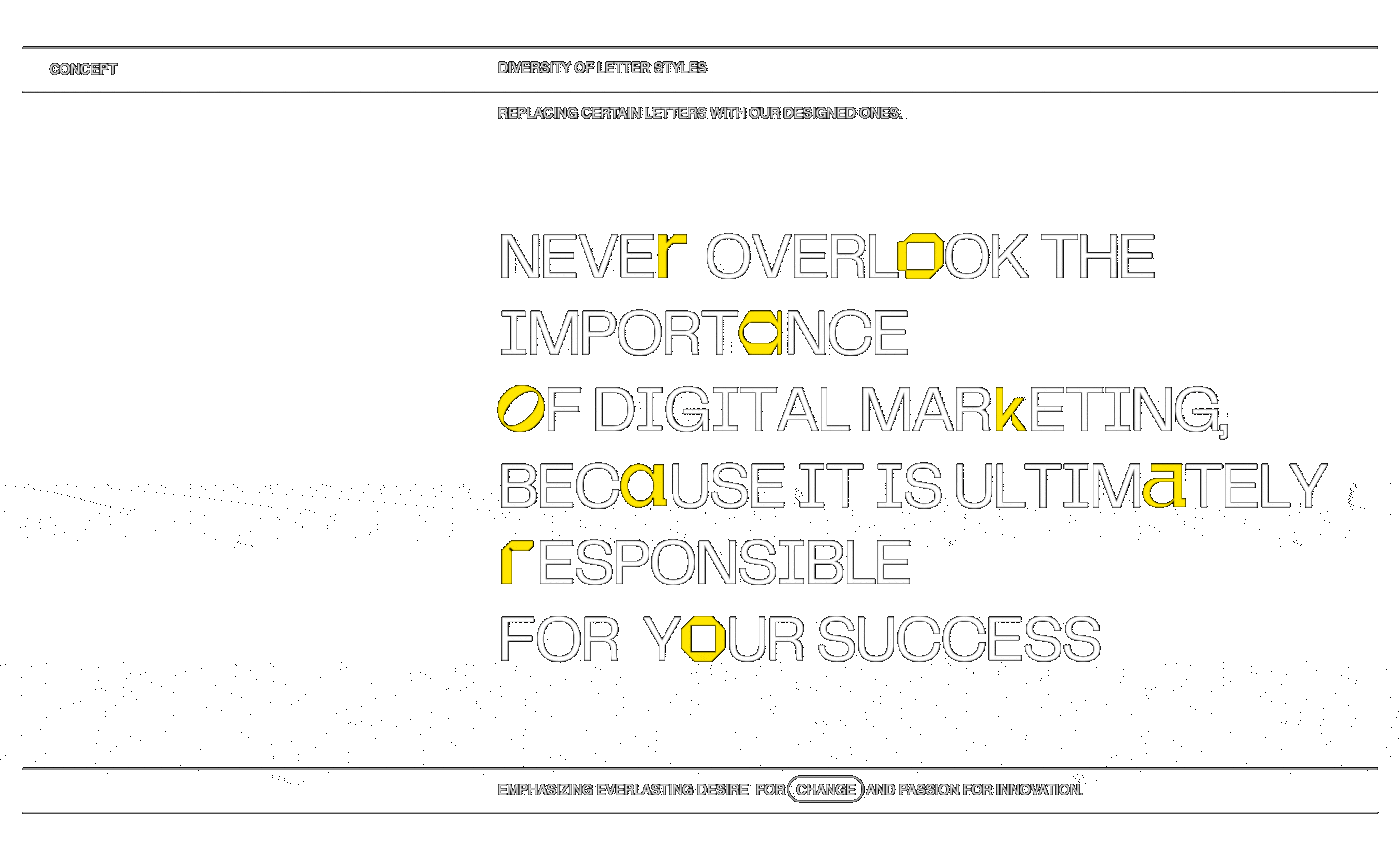 CONCEPT
DIVERSITY OF LETTER STYLES
REPLACING CERTAIN LETTERS WITH OUR DESIGNED ONES.
NEVEr OVERLoOK THE
IMPORTaNCE
OF DIGITAL MARkETING,
BECaUSE IT IS ULTIMaTELY
rESPONSIBLE
FOR YoUR SUCCESS
EMPHASIZING EVERLASTING DESIRE FOR CHANGE AND PASSION FOR INNOVATION.